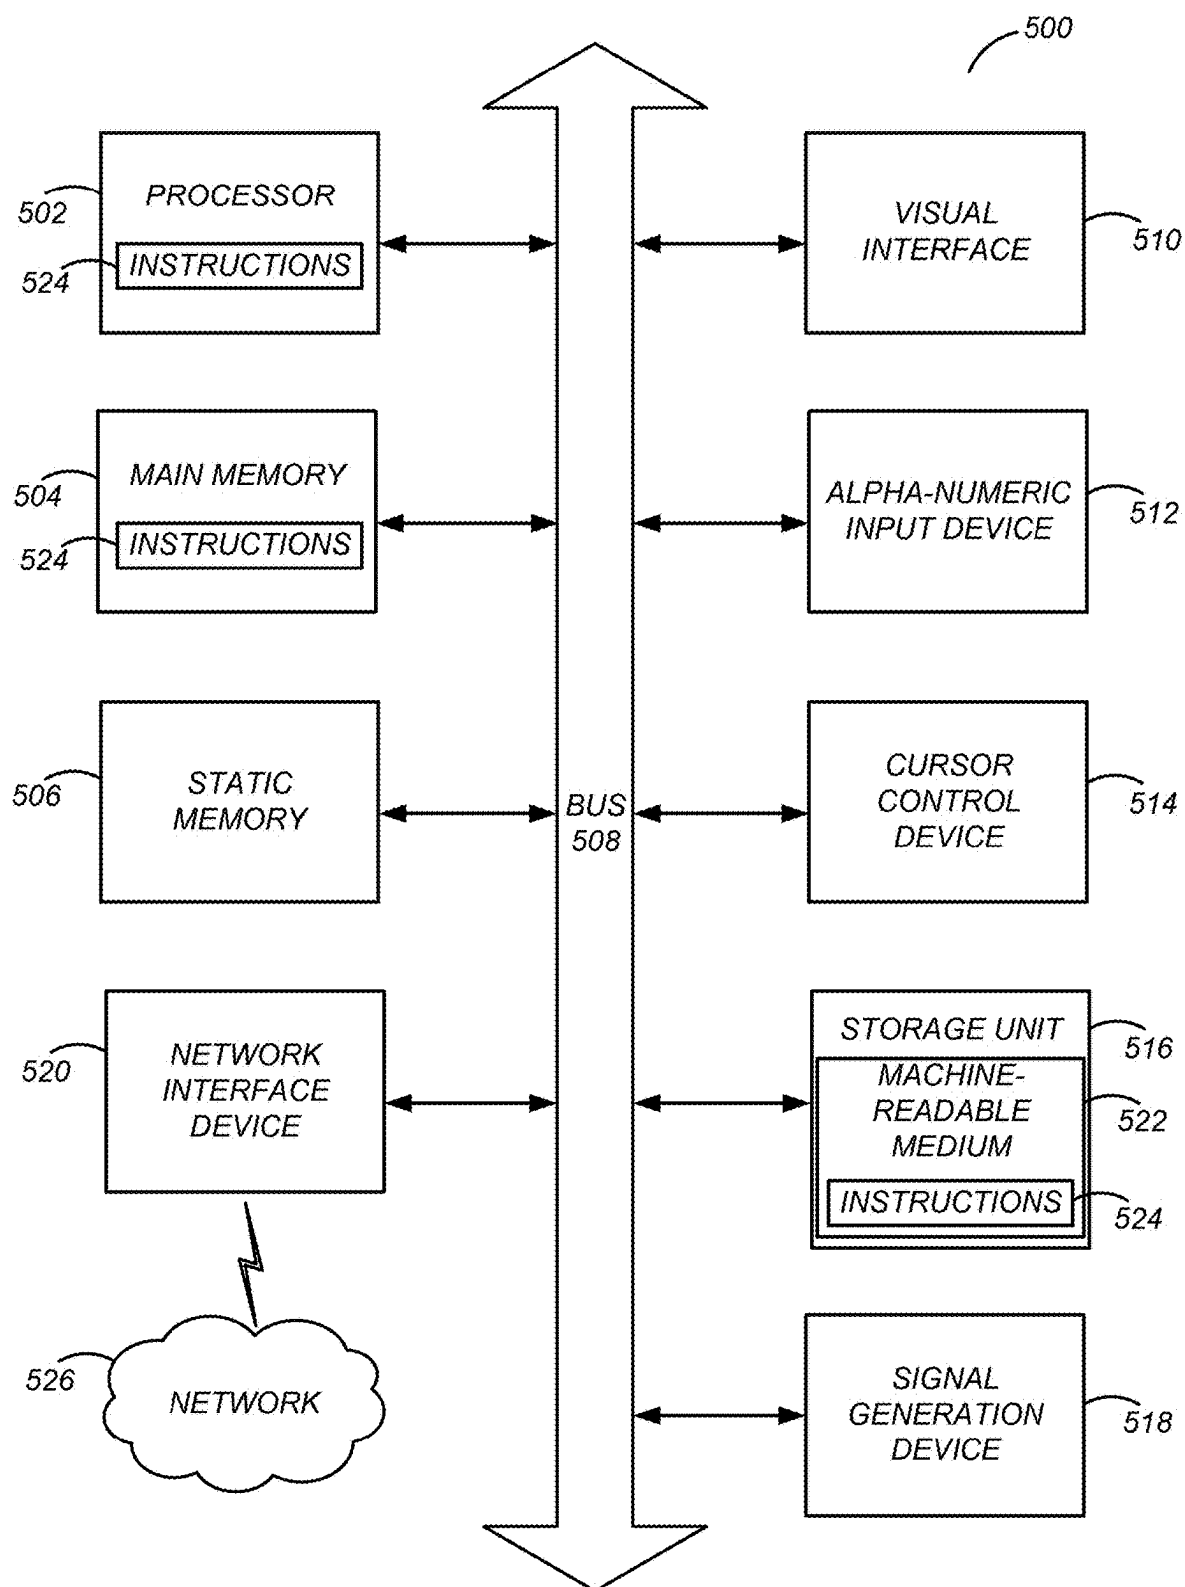 500
PROCESSOR
502
INSTRUCTIONS
524
VISUAL
INTERFACE
510
MAIN MEMORY
504
INSTRUCTIONS
524
ALPHA-NUMERIC
INPUT DEVICE
512
STATIC
MEMORY
506
BUS
508
CURSOR
CONTROL
DEVICE
514
NETWORK
INTERFACE
DEVICE
520
STORAGE UNIT
516
MACHINE-
READABLE
MEDIUM
522
INSTRUCTIONS
524
NETWORK
526
SIGNAL
GENERATION
DEVICE
518